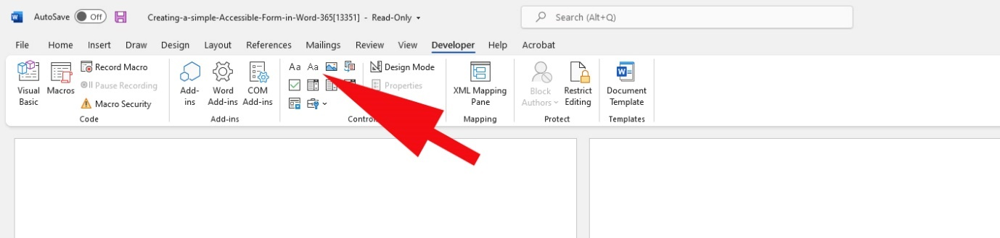 AutoSave Off Creating-a-simple-Accessible-Form-in-Word-365[13351] - Read-Only Search (Alt+Q)
File Home Insert Draw Design Layout References Mailings Review View Developer Help Acrobat
Visual Basic
Macros
Record Macro
Pause Recording
Macro Security
Code
Add-ins
Word Add-ins
COM Add-ins
Add-ins
Aa Aa
Design Mode
Properties
XML Mapping Pane
Mapping
Block Authors
Restrict Editing
Protect
Document Template
Templates